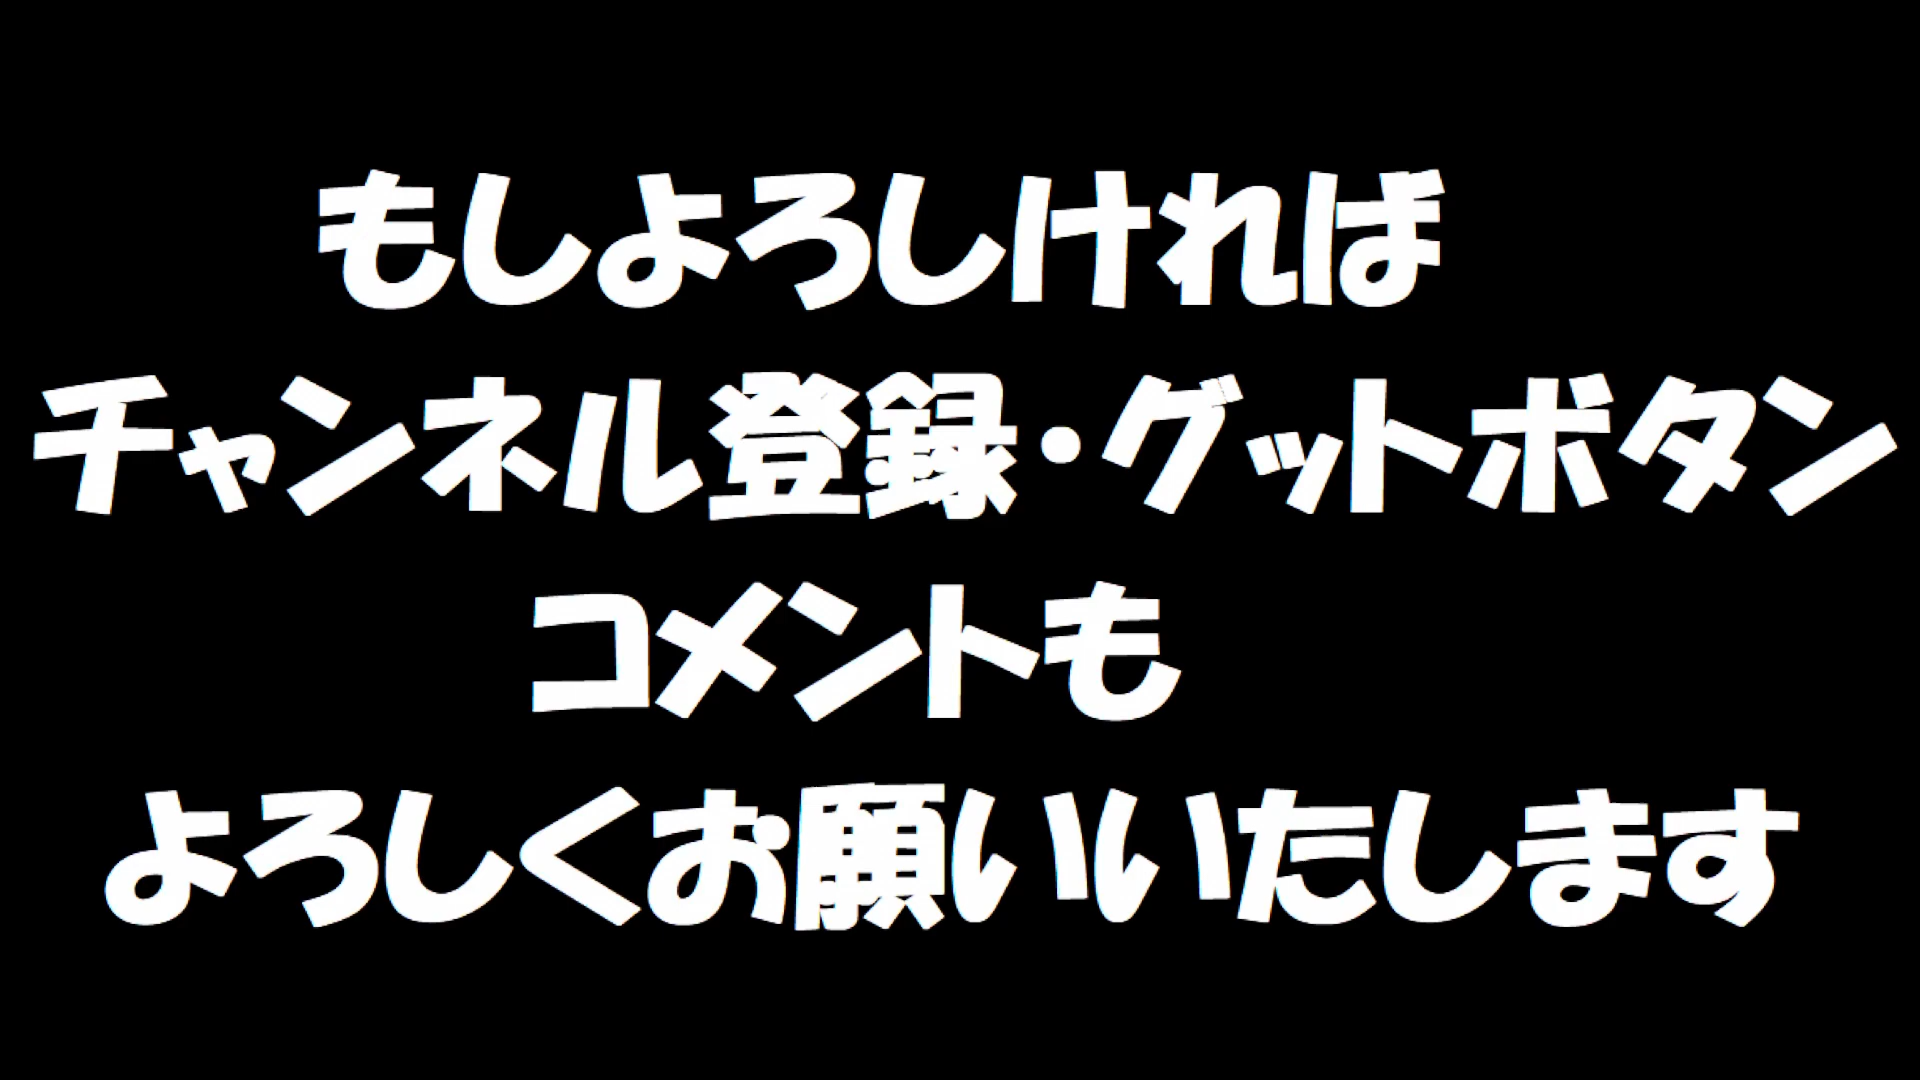 もしよろしければ
チャンネル登録・グットボタン
コメントも
よろしくお願いいたします